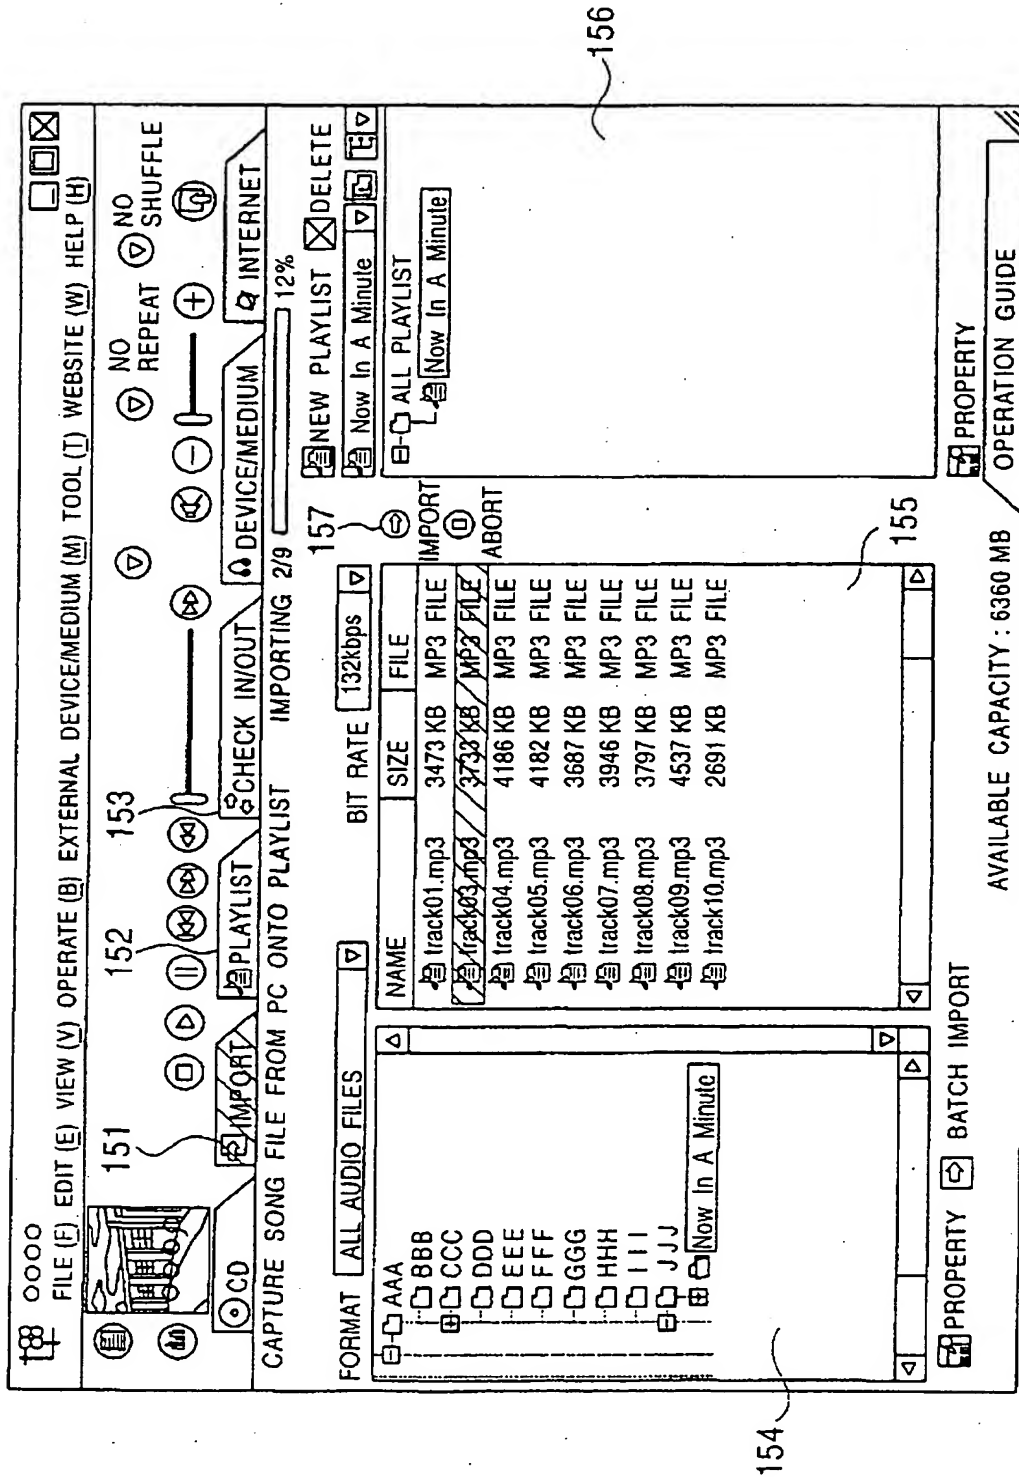 OOOO
FILE (F) EDIT (E) VIEW (V) OPERATE (B) EXTERNAL DEVICE/MEDIUM (M) TOOL (T) WEBSITE (W) HELP (H)
NO REPEAT
NO SHUFFLE
151
152
153
CD
IMPORT
PLAYLIST
CHECK IN/OUT
DEVICE/MEDIUM
INTERNET
CAPTURE SONG FILE FROM PC ONTO PLAYLIST IMPORTING 2/9 12%
FORMAT ALL AUDIO FILES BIT RATE 132kbps
157
NEW PLAYLIST DELETE
Now In A Minute
AAA
BBB
CCC
DDD
EEE
FFF
GGG
HHH
III
JJJ
Now In A Minute
NAME SIZE FILE
track01.mp3 3473 KB MP3 FILE
track03.mp3 3733 KB MP3 FILE
track04.mp3 4186 KB MP3 FILE
track05.mp3 4182 KB MP3 FILE
track06.mp3 3687 KB MP3 FILE
track07.mp3 3946 KB MP3 FILE
track08.mp3 3797 KB MP3 FILE
track09.mp3 4537 KB MP3 FILE
track10.mp3 2691 KB MP3 FILE
IMPORT
ABORT
ALL PLAYLIST
Now In A Minute
154
155
156
PROPERTY BATCH IMPORT
PROPERTY
AVAILABLE CAPACITY : 6360 MB
OPERATION GUIDE